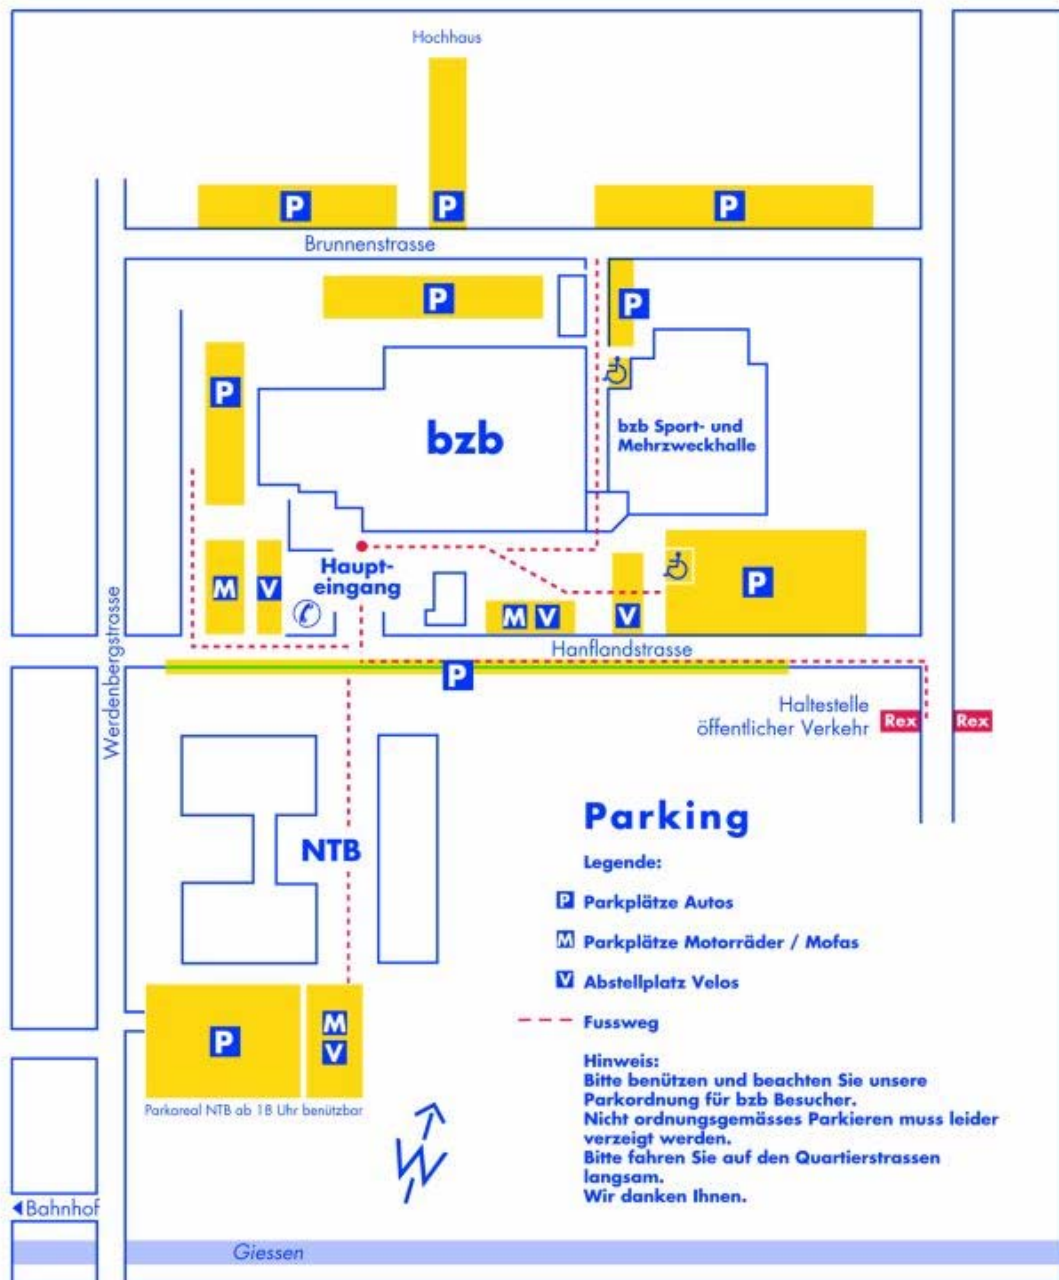 Hochhaus
P
P
P
Brunnenstrasse
P
P
P
bzb
bzb Sport- und
Mehrzweckhalle
Haupt-
eingang
M
V
M
V
V
P
Werdenbergstrasse
Hanflandstrasse
P
Haltestelle
öffentlicher Verkehr
Rex
Rex
NTB
P
M
V
Parkareal NTB ab 18 Uhr benützbar
Parking
Legende:
P Parkplätze Autos
M Parkplätze Motorräder / Mofas
V Abstellplatz Velos
Fussweg
Hinweis:
Bitte benützen und beachten Sie unsere
Parkordnung für bzb Besucher.
Nicht ordnungsgemässes Parkieren muss leider
verzeigt werden.
Bitte fahren Sie auf den Quartierstrassen
langsam.
Wir danken Ihnen.
N
Bahnhof
Giessen